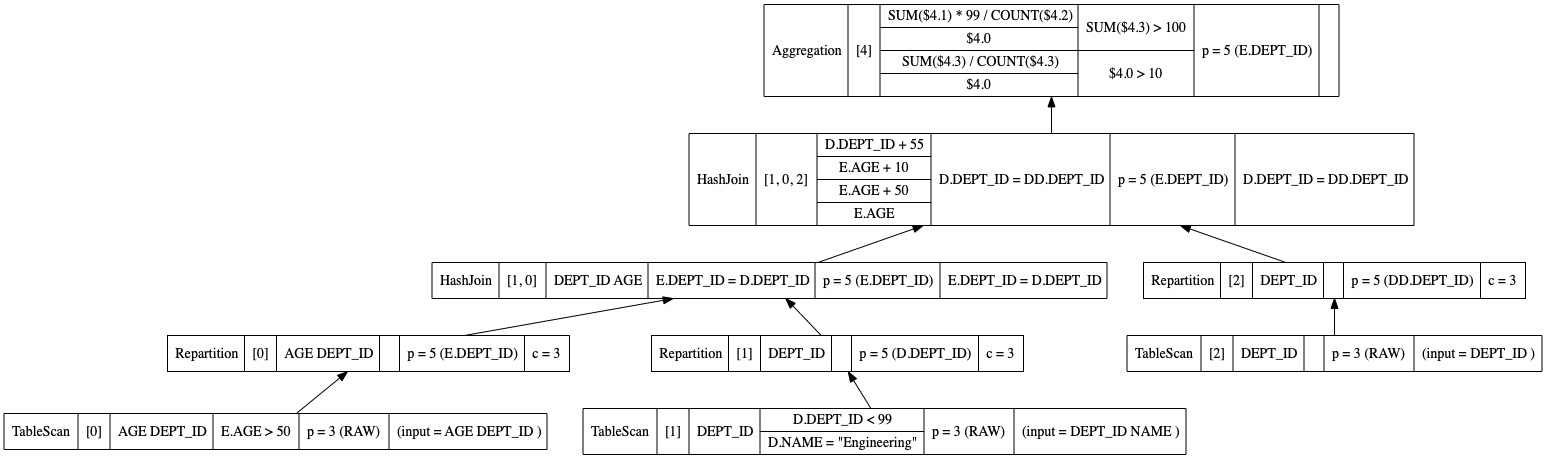 Aggregation [4] SUM($4.1) * 99 / COUNT($4.2) SUM($4.3) > 100 p = 5 (E.DEPT_ID)
$4.0
SUM($4.3) / COUNT($4.3) $4.0 > 10
$4.0
HashJoin [1, 0, 2] D.DEPT_ID + 55 D.DEPT_ID = DD.DEPT_ID p = 5 (E.DEPT_ID) D.DEPT_ID = DD.DEPT_ID
E.AGE + 10
E.AGE + 50
E.AGE
HashJoin [1, 0] DEPT_ID AGE E.DEPT_ID = D.DEPT_ID p = 5 (E.DEPT_ID) E.DEPT_ID = D.DEPT_ID
Repartition [2] DEPT_ID p = 5 (DD.DEPT_ID) c = 3
Repartition [0] AGE DEPT_ID p = 5 (E.DEPT_ID) c = 3
Repartition [1] DEPT_ID p = 5 (D.DEPT_ID) c = 3
TableScan [2] DEPT_ID p = 3 (RAW) (input = DEPT_ID )
TableScan [0] AGE DEPT_ID E.AGE > 50 p = 3 (RAW) (input = AGE DEPT_ID )
TableScan [1] DEPT_ID D.DEPT_ID < 99 p = 3 (RAW) (input = DEPT_ID NAME )
D.NAME = "Engineering"